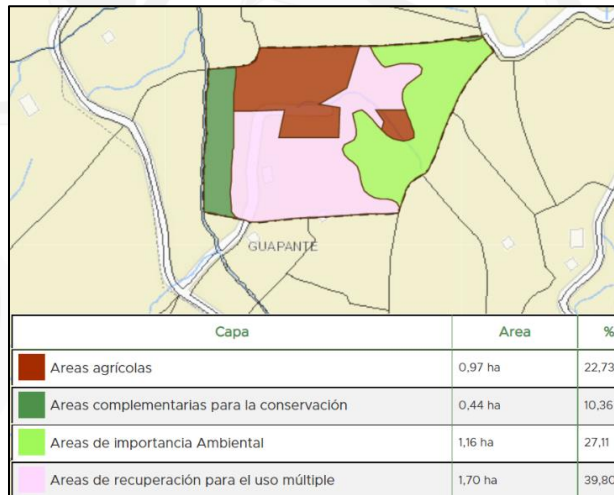 GUAPANTE
Capa Area %
Areas agrícolas 0,97 ha 22,73
Areas complementarias para la conservación 0,44 ha 10,36
Areas de importancia Ambiental 1,16 ha 27,11
Areas de recuperación para el uso múltiple 1,70 ha 39,80